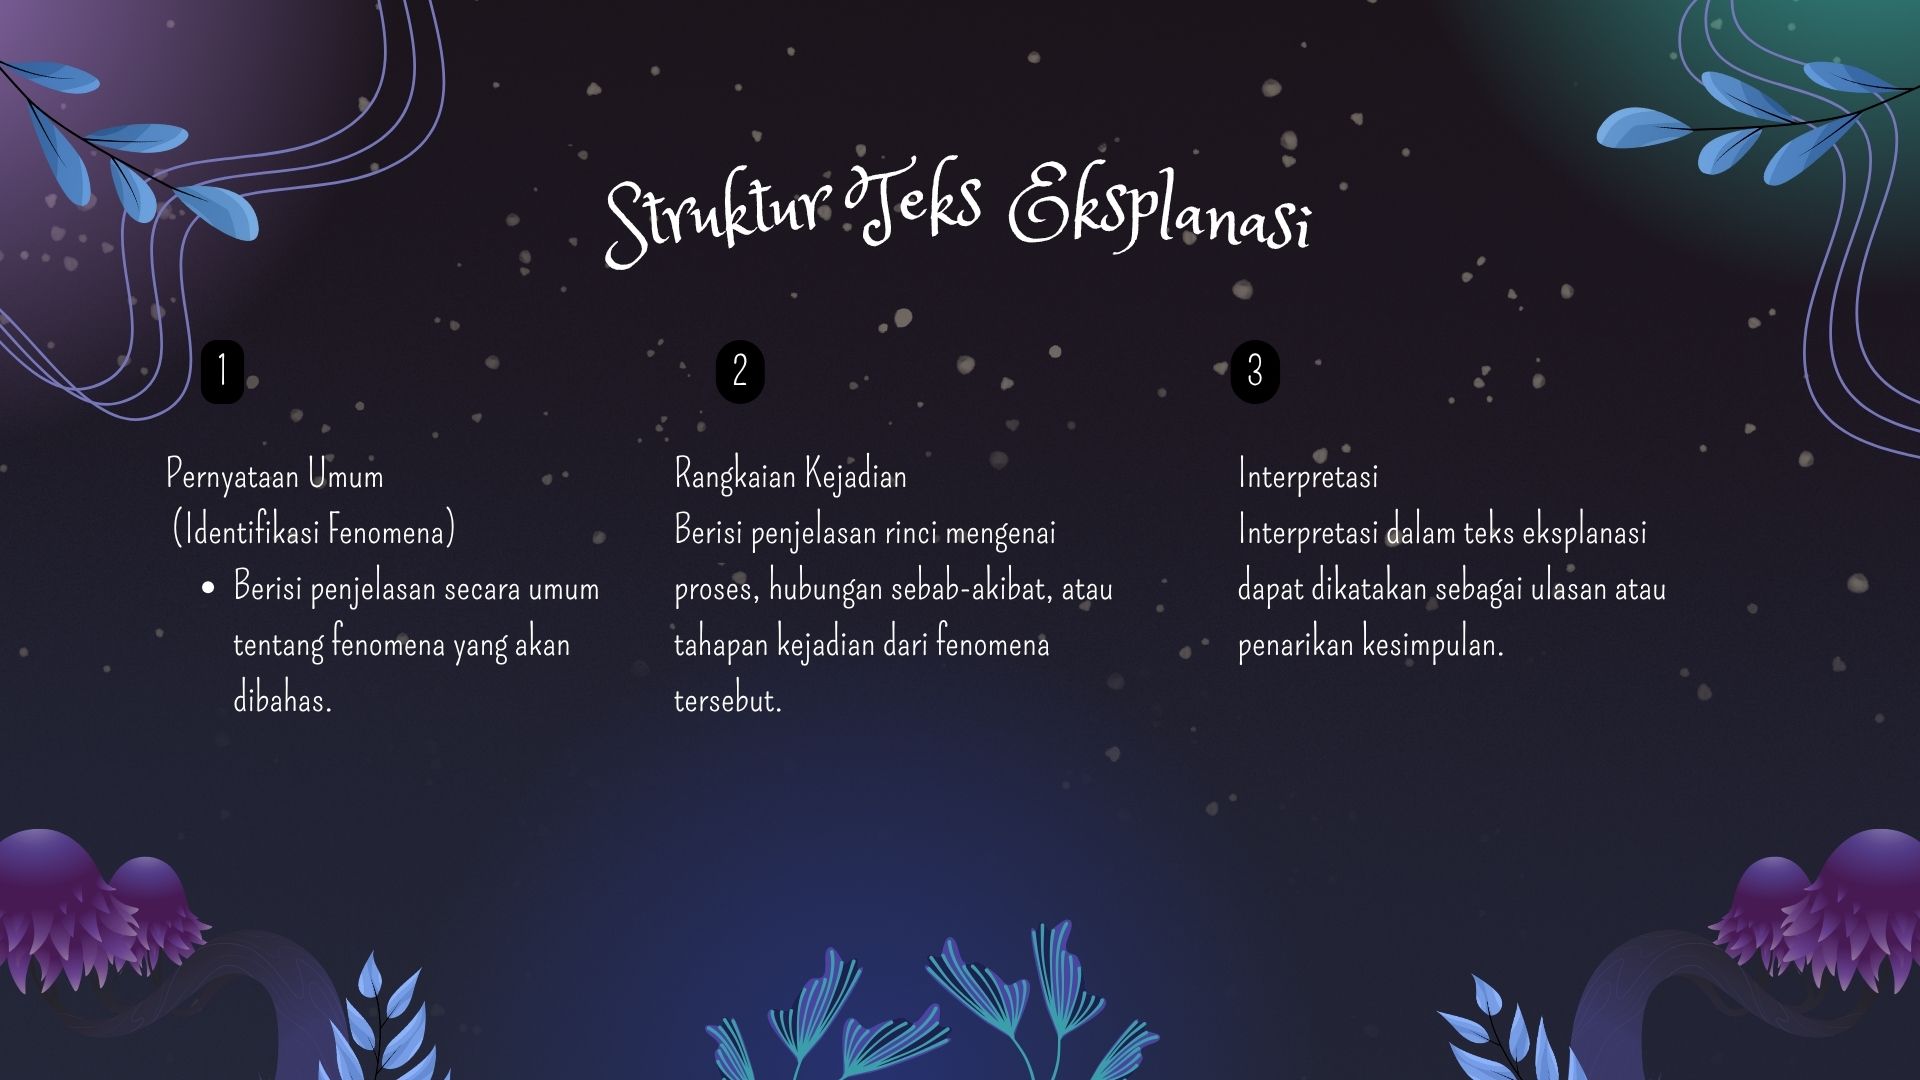 Struktur Teks Eksplanasi
1
Pernyataan Umum
(Identifikasi Fenomena)
• Berisi penjelasan secara umum
tentang fenomena yang akan
dibahas.
2
Rangkaian Kejadian
Berisi penjelasan rinci mengenai
proses, hubungan sebab-akibat, atau
tahapan kejadian dari fenomena
tersebut.
3
Interpretasi
Interpretasi dalam teks eksplanasi
dapat dikatakan sebagai ulasan atau
penarikan kesimpulan.